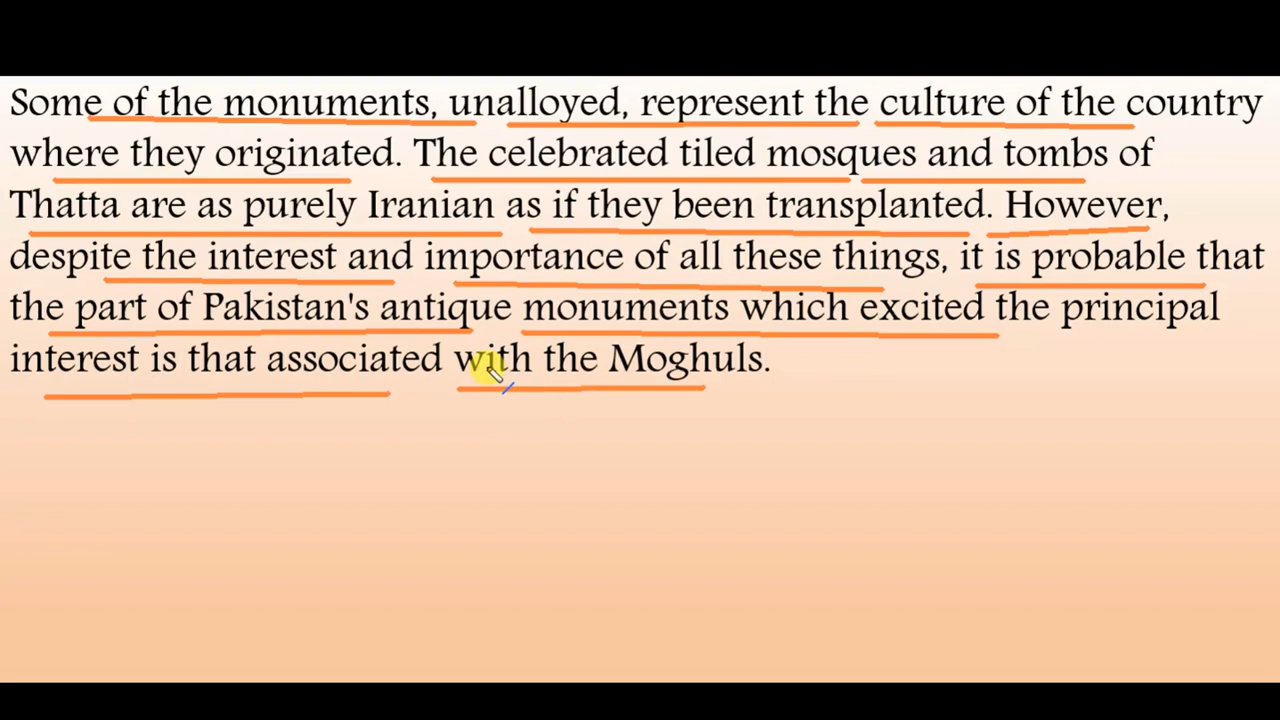 Some of the monuments, unalloyed, represent the culture of the country
where they originated. The celebrated tiled mosques and tombs of
Thatta are as purely Iranian as if they been transplanted. However,
despite the interest and importance of all these things, it is probable that
the part of Pakistan's antique monuments which excited the principal
interest is that associated with the Moghuls.